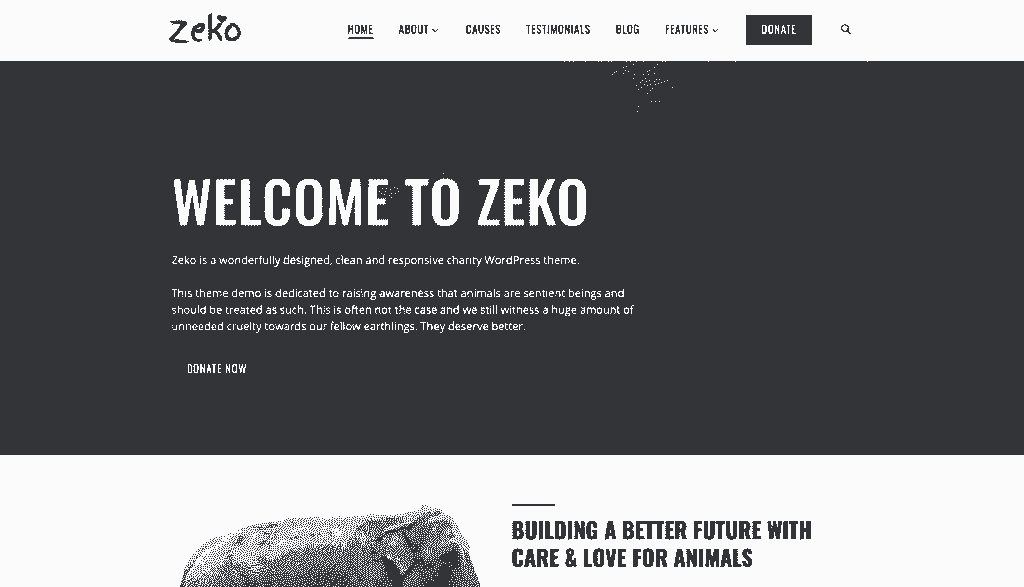 Zeko
HOME ABOUT CAUSES TESTIMONIALS BLOG FEATURES DONATE
WELCOME TO ZEKO
Zeko is a wonderfully designed, clean and responsive charity WordPress theme.
This theme demo is dedicated to raising awareness that animals are sentient beings and
should be treated as such. This is often not the case and we still witness a huge amount of
unneeded cruelty towards our fellow earthlings. They deserve better.
DONATE NOW
BUILDING A BETTER FUTURE WITH
CARE & LOVE FOR ANIMALS